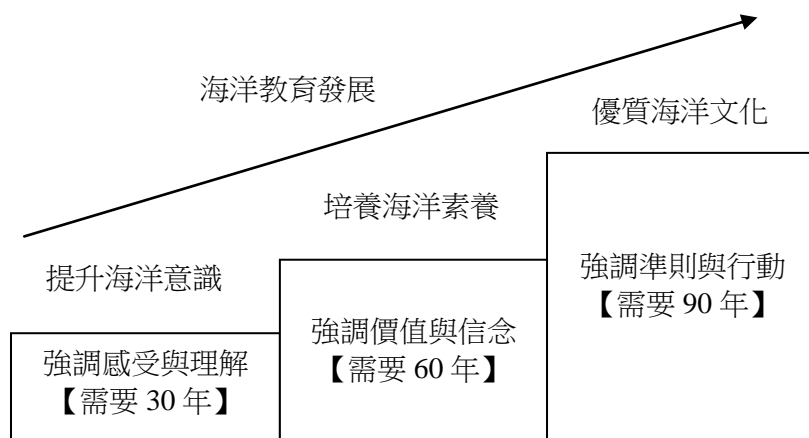 海洋教育發展
優質海洋文化
培養海洋素養
提升海洋意識
強調準則與行動
【需要 90 年】
強調價值與信念
【需要 60 年】
強調感受與理解
【需要 30 年】